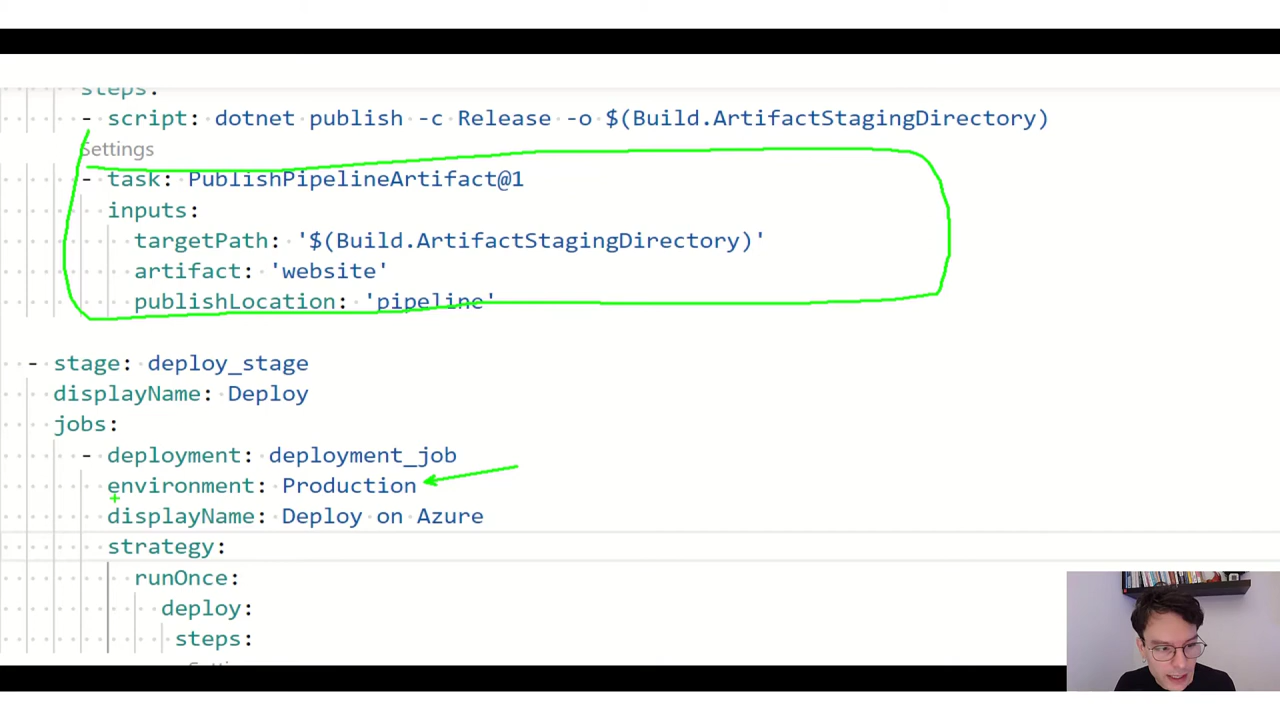 steps:
- script: dotnet publish -c Release -o $(Build.ArtifactStagingDirectory)
Settings
- task: PublishPipelineArtifact@1
inputs:
targetPath: '$(Build.ArtifactStagingDirectory)'
artifact: 'website'
publishLocation: 'pipeline'
- stage: deploy_stage
displayName: Deploy
jobs:
- deployment: deployment_job
environment: Production
displayName: Deploy on Azure
strategy:
runOnce:
deploy:
steps: